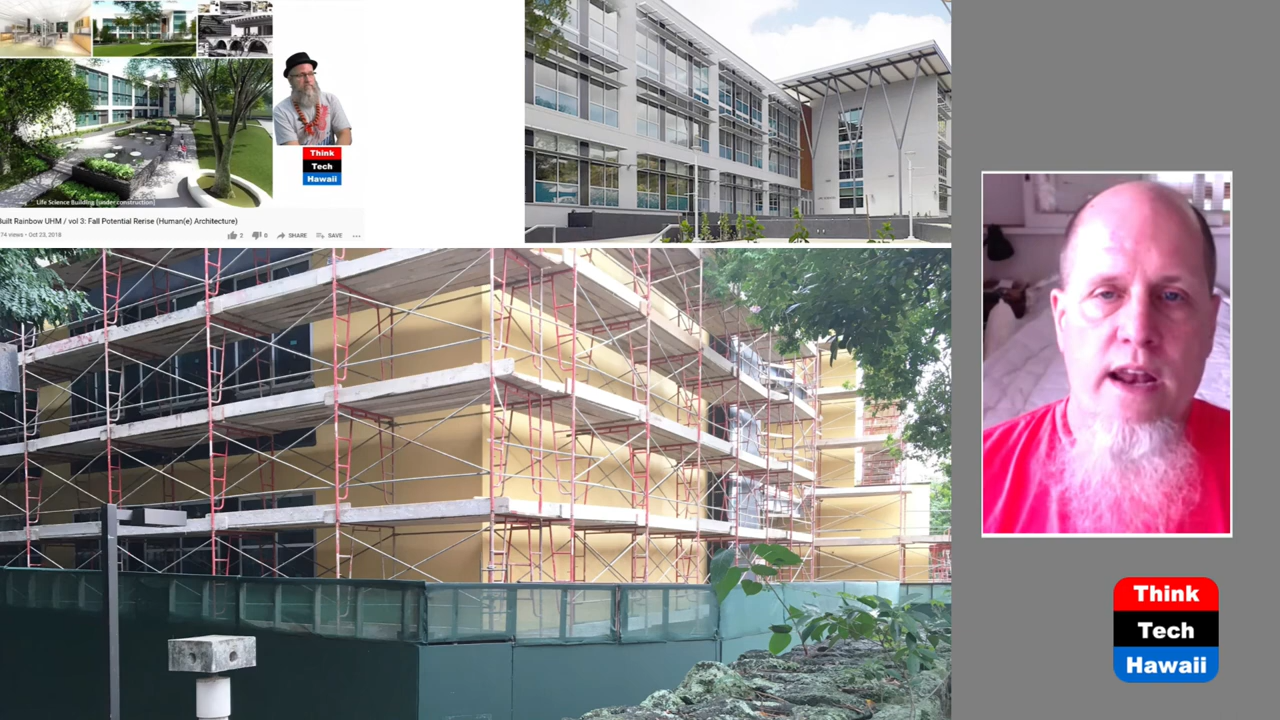 Think
Tech
Hawaii
Life Science Building [under construction]
uilt Rainbow UHM / vol 3: Fall Potential Rerise (Human(e) Architecture)
74 views • Oct 23, 2018
2
0
SHARE
SAVE
Think
Tech
Hawaii